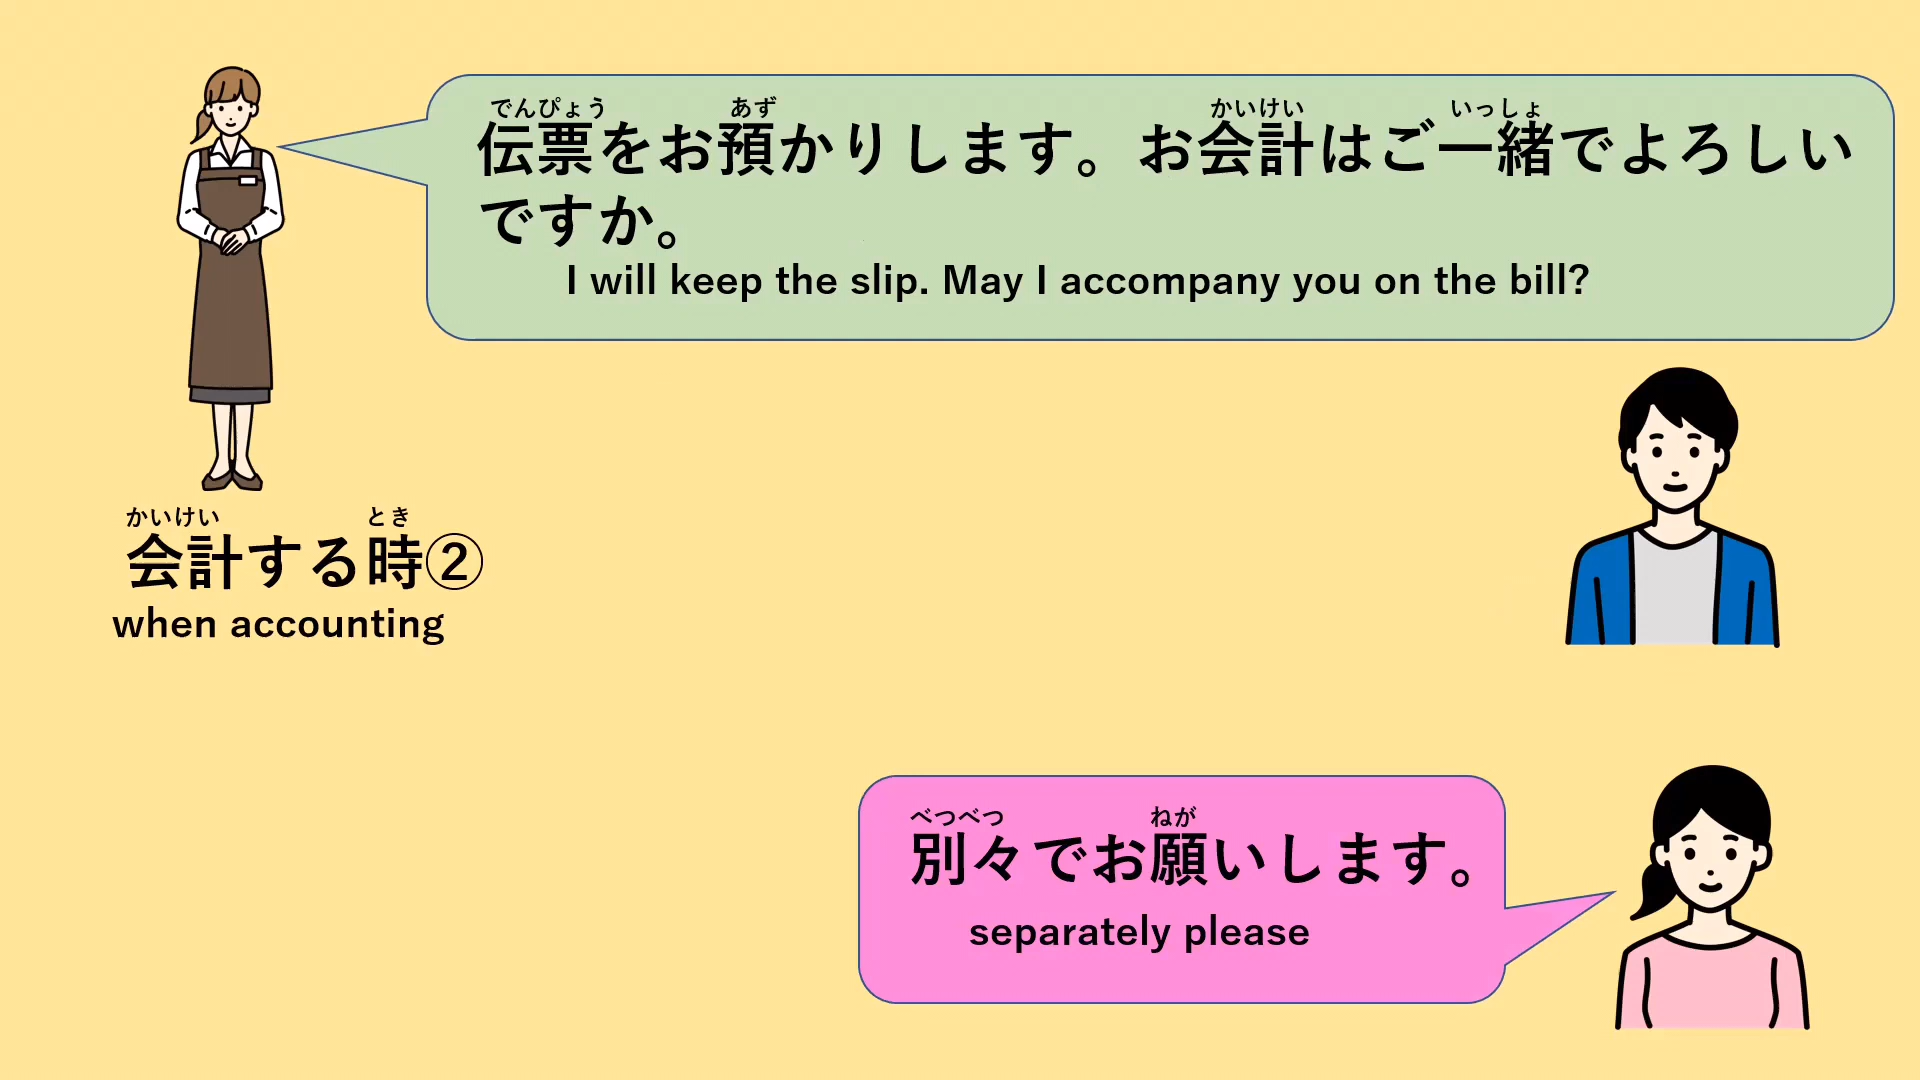 でんぴょう あず かいけい いっしょ
伝票をお預かりします。お会計はご一緒でよろしい
ですか。
I will keep the slip. May I accompany you on the bill?
かいけい とき
会計する時②
when accounting
べつべつ ねが
別々でお願いします。
separately please